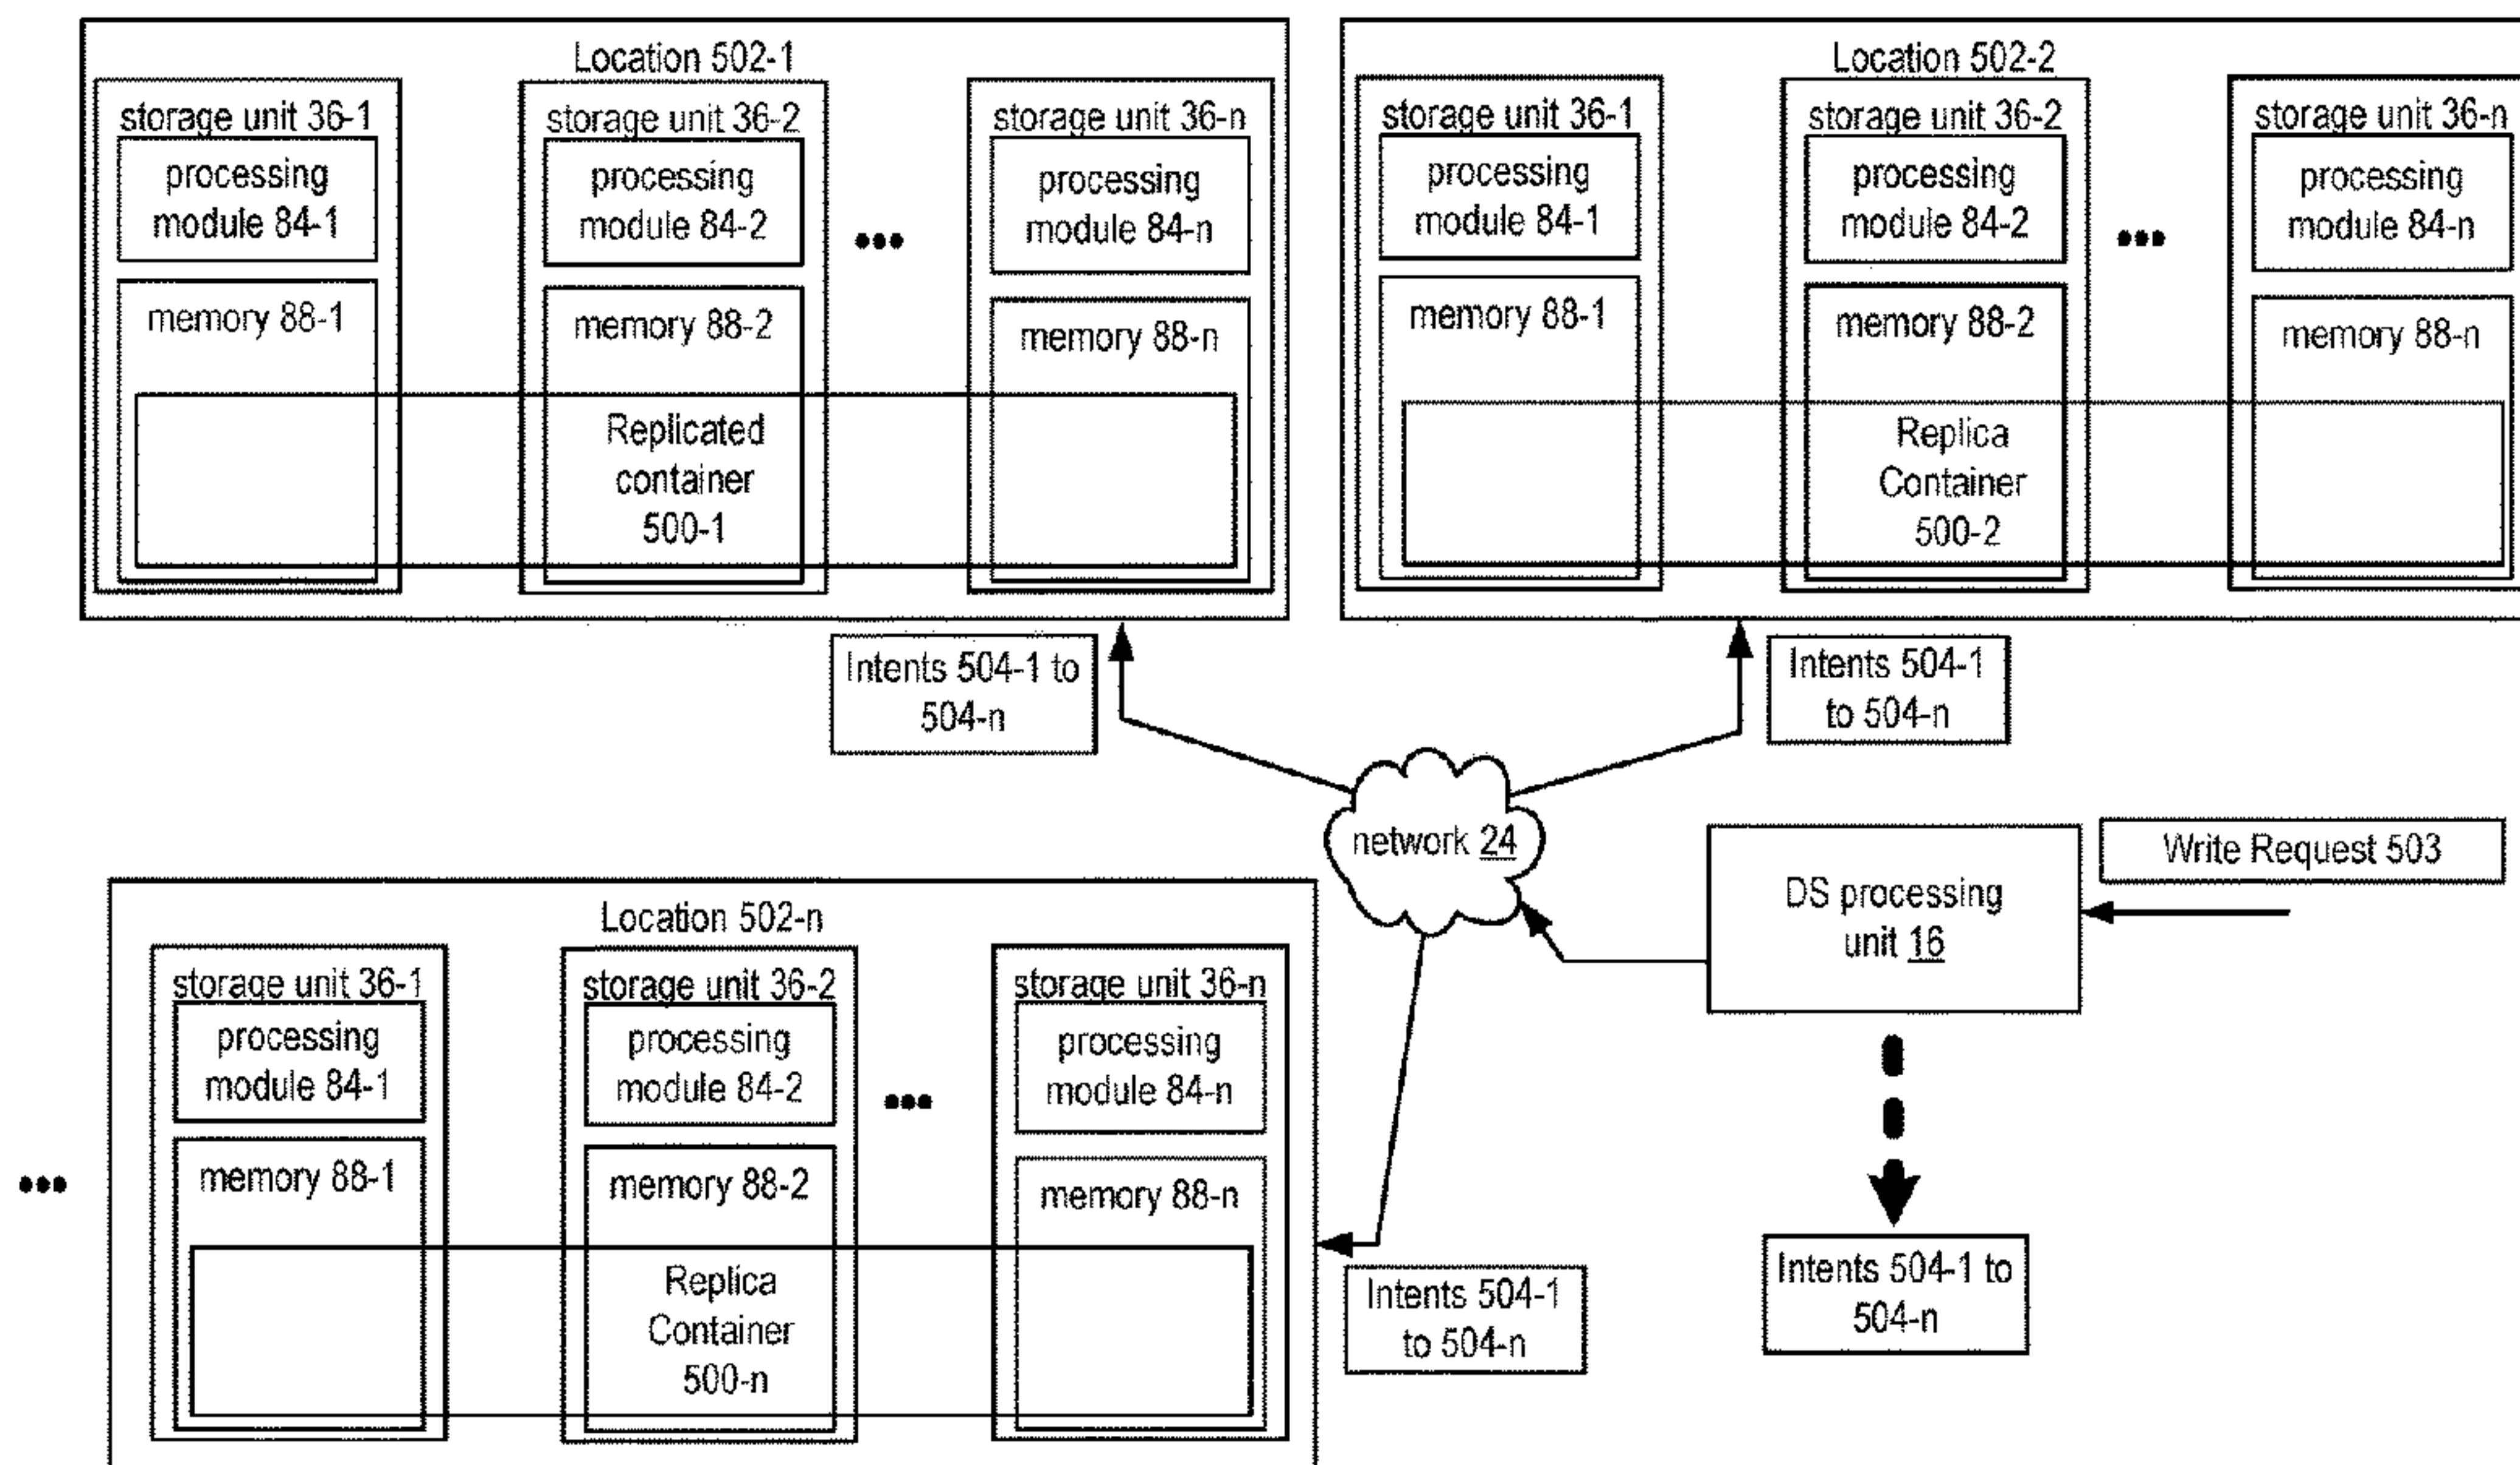 Location 502-1
storage unit 36-1
processing
module 84-1
memory 88-1
storage unit 36-2
processing
module 84-2
memory 88-2
•••
storage unit 36-n
processing
module 84-n
memory 88-n
Replicated
container
500-1
Location 502-2
storage unit 36-1
processing
module 84-1
memory 88-1
storage unit 36-2
processing
module 84-2
memory 88-2
•••
storage unit 36-n
processing
module 84-n
memory 88-n
Replica
Container
500-2
Intents 504-1 to
504-n
Intents 504-1
to 504-n
network 24
DS processing
unit 16
Write Request 503
•••
Location 502-n
storage unit 36-1
processing
module 84-1
memory 88-1
storage unit 36-2
processing
module 84-2
memory 88-2
•••
storage unit 36-n
processing
module 84-n
memory 88-n
Replica
Container
500-n
Intents 504-1
to 504-n
Intents 504-1 to
504-n